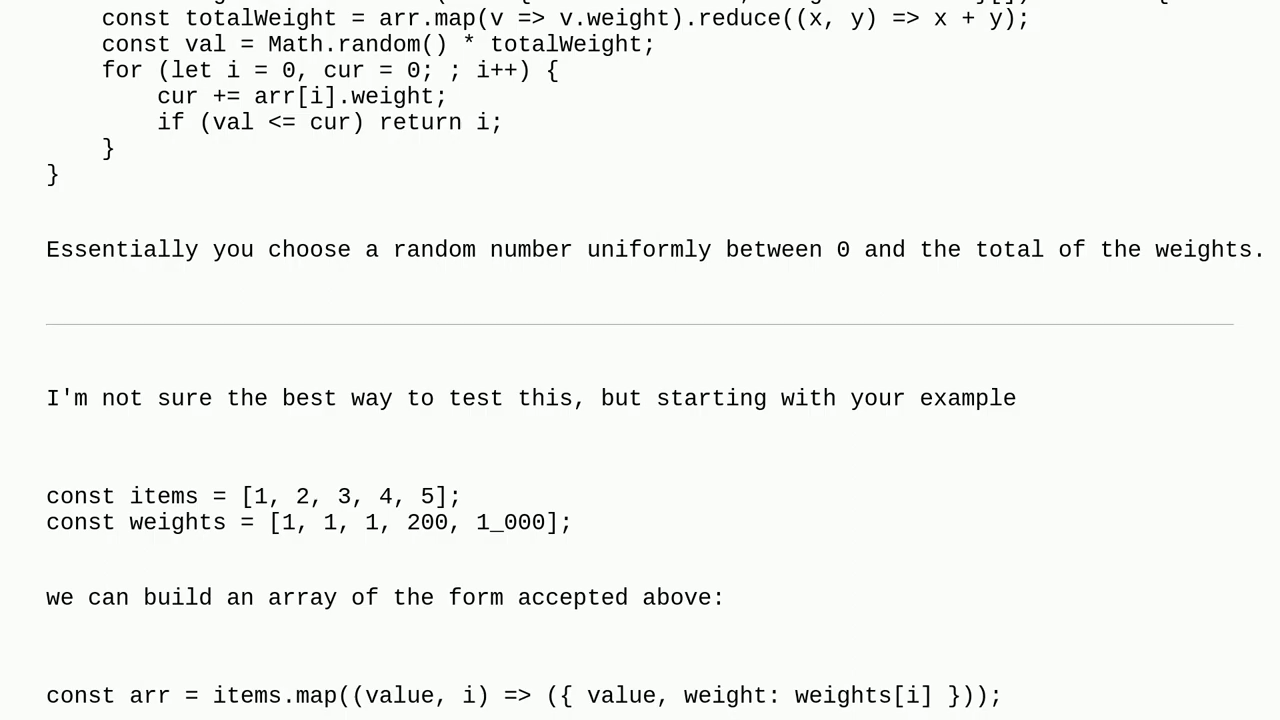 const totalWeight = arr.map(v => v.weight).reduce((x, y) => x + y);
    const val = Math.random() * totalWeight;
    for (let i = 0, cur = 0; ; i++) {
        cur += arr[i].weight;
        if (val <= cur) return i;
    }
}
Essentially you choose a random number uniformly between 0 and the total of the weights.
I'm not sure the best way to test this, but starting with your example
const items = [1, 2, 3, 4, 5];
const weights = [1, 1, 1, 200, 1_000];
we can build an array of the form accepted above:
const arr = items.map((value, i) => ({ value, weight: weights[i] }));